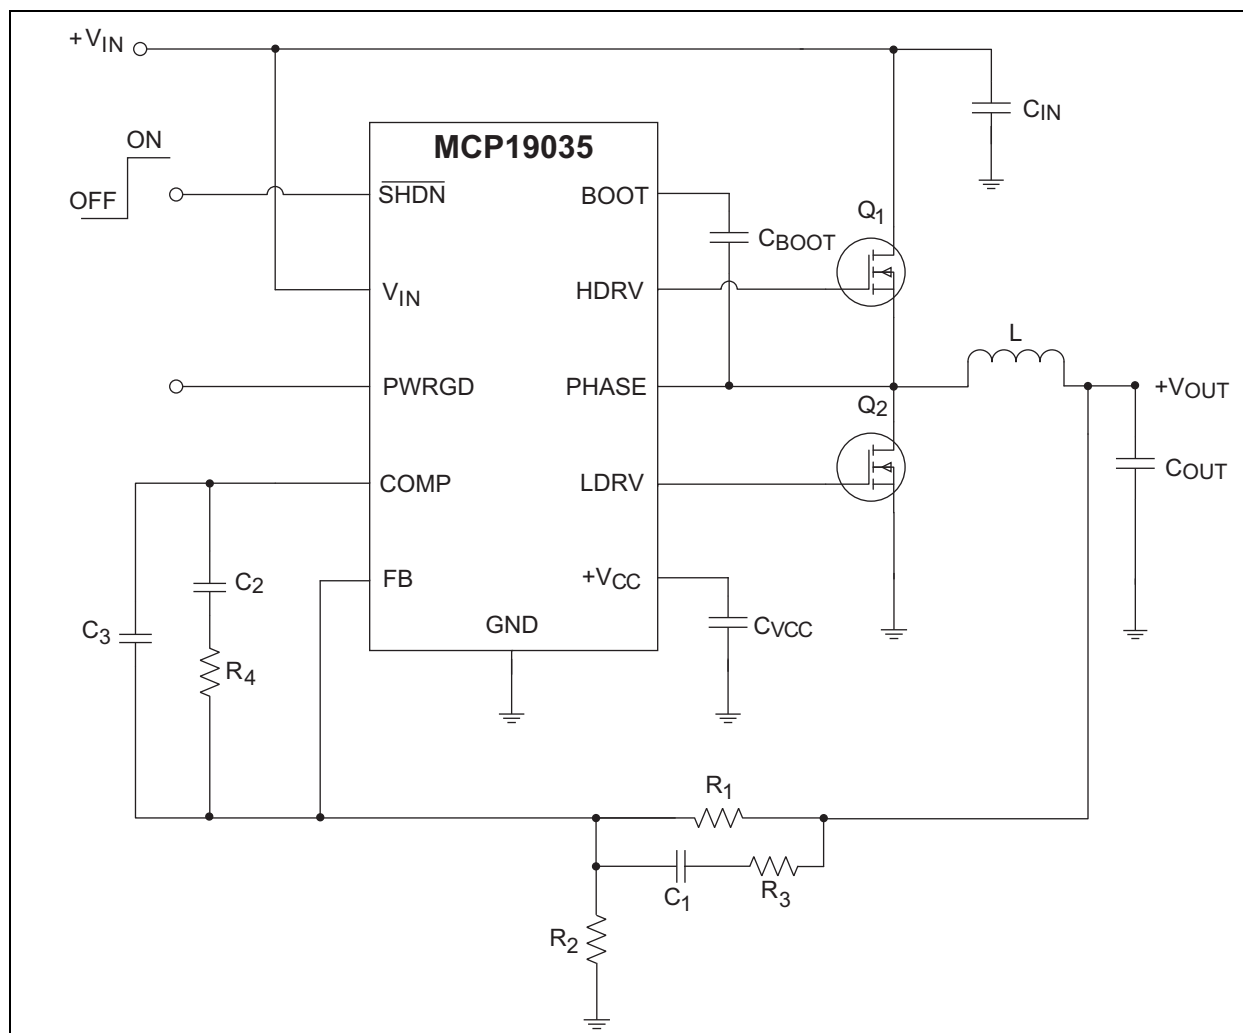 +VIN
ON
OFF
MCP19035
SHDN
BOOT
CBOOT
Q1
CIN
VIN
HDRV
L
PWRGD
PHASE
Q2
+VOUT
COMP
LDRV
COUT
C2
FB
+VCC
C3
GND
CVCC
R4
R1
C1
R3
R2